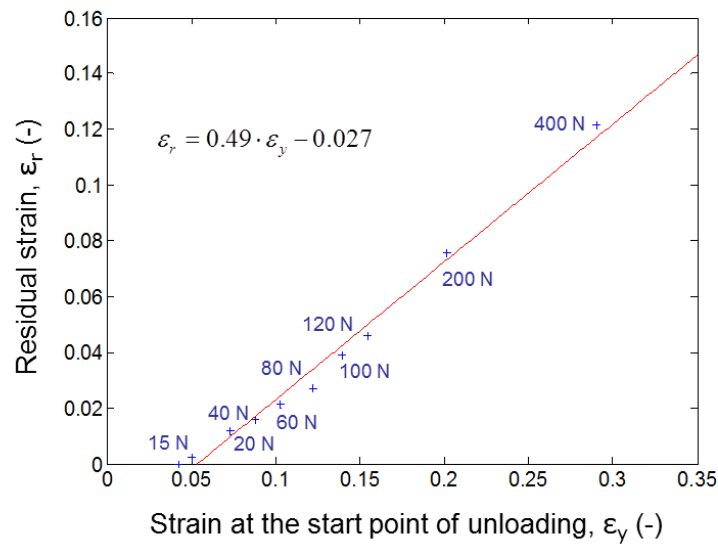 0.16
0.14
0.12
0.1
0.08
0.06
0.04
0.02
0
Residual strain, εr (-)
εr = 0.49 · εy − 0.027
400 N
200 N
120 N
100 N
80 N
60 N
40 N
20 N
15 N
0 0.05 0.1 0.15 0.2 0.25 0.3 0.35
Strain at the start point of unloading, εy (-)